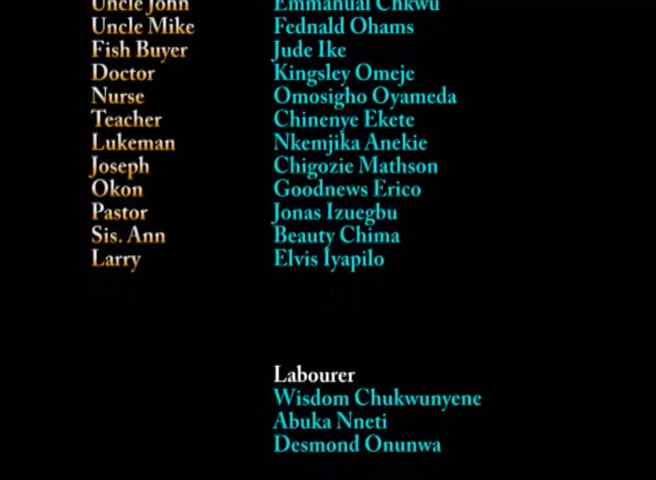 Uncle John Emmanual Chkwu
Uncle Mike Fednald Ohams
Fish Buyer Jude Ike
Doctor Kingsley Omeje
Nurse Omosigho Oyameda
Teacher Chinenye Ekete
Lukeman Nkemjika Anekie
Joseph Chigozie Mathson
Okon Goodnews Erico
Pastor Jonas Izuegbu
Sis. Ann Beauty Chima
Larry Elvis Iyapilo
Labourer
Wisdom Chukwunyene
Abuka Nneti
Desmond Onunwa